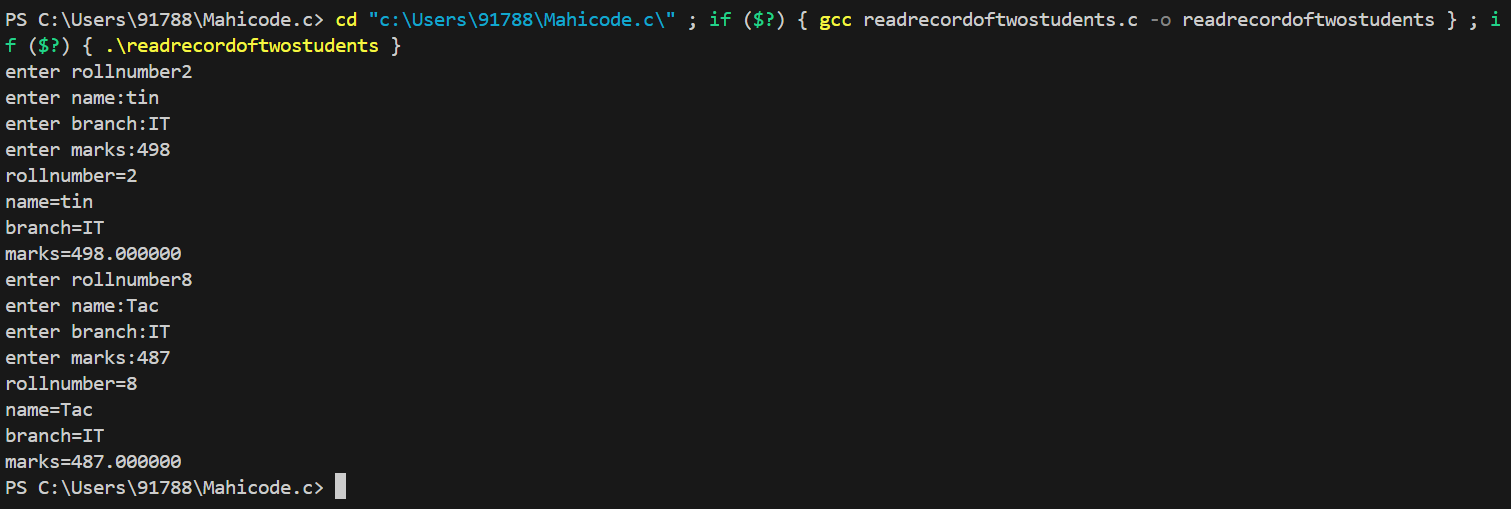 PS C:\Users\91788\Mahicode.c> cd "c:\Users\91788\Mahicode.c\" ; if ($?) { gcc readrecordoftwostudents.c -o readrecordoftwostudents } ; i
f ($?) { .\readrecordoftwostudents }
enter rollnumber2
enter name:tin
enter branch:IT
enter marks:498
rollnumber=2
name=tin
branch=IT
marks=498.000000
enter rollnumber8
enter name:Tac
enter branch:IT
enter marks:487
rollnumber=8
name=Tac
branch=IT
marks=487.000000
PS C:\Users\91788\Mahicode.c>